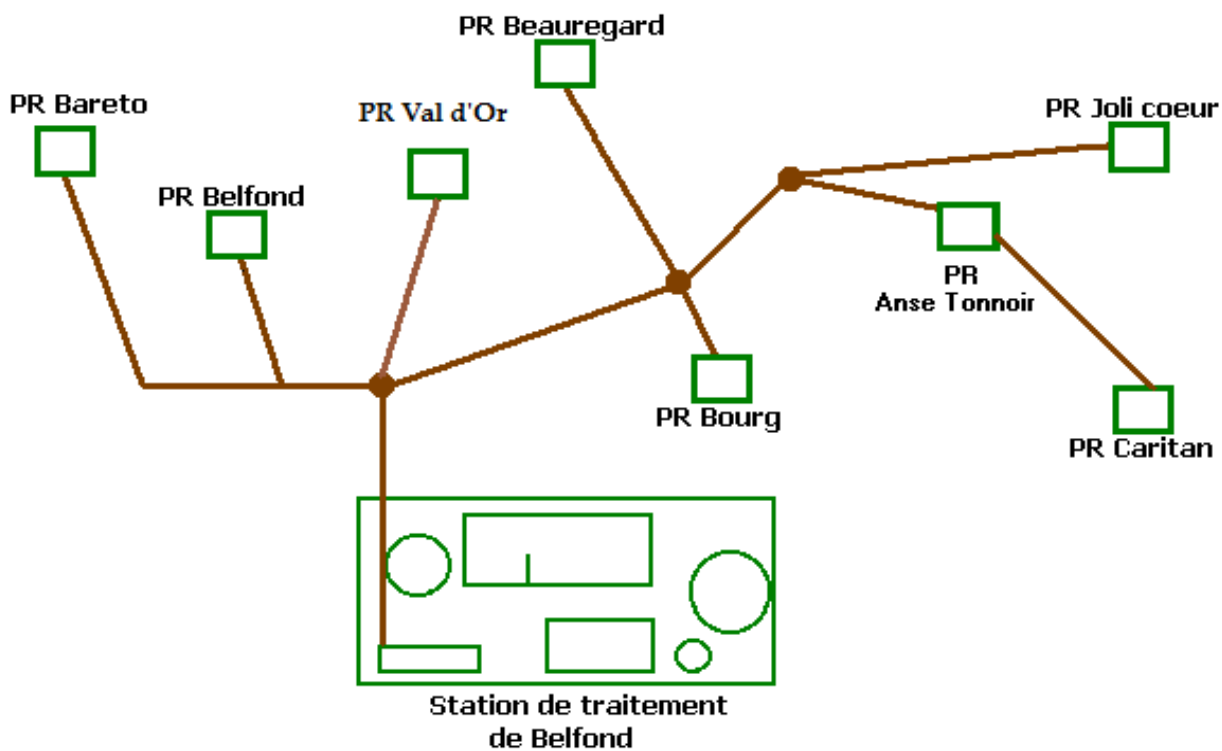 PR Beauregard
PR Bareto
PR Val d'Or
PR Joli coeur
PR Belfond
PR
Anse Tonnoir
PR Bourg
PR Caritan
Station de traitement
de Belfond